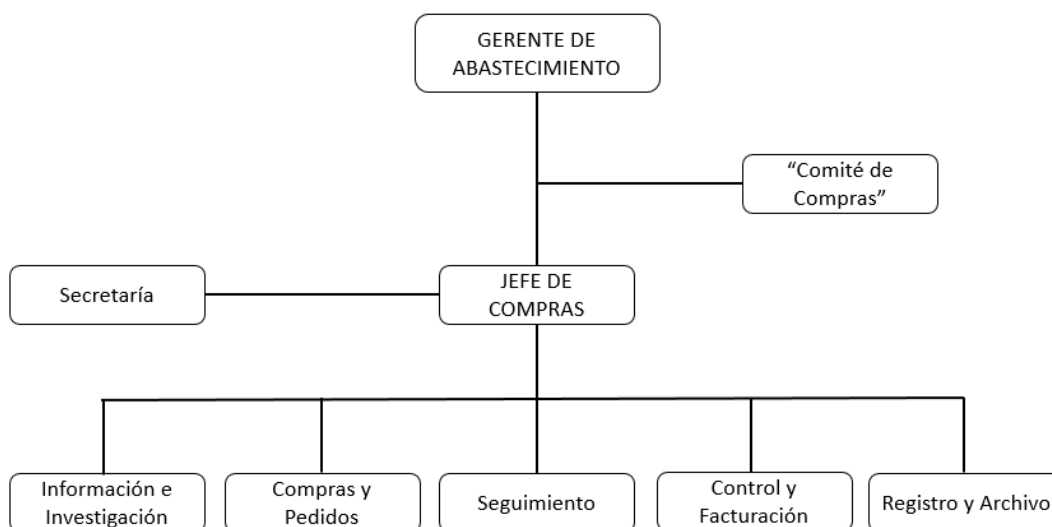 GERENTE DE
ABASTECIMIENTO
“Comité de
Compras”
Secretaría
JEFE DE
COMPRAS
Información e
Investigación
Compras y
Pedidos
Seguimiento
Control y
Facturación
Registro y Archivo